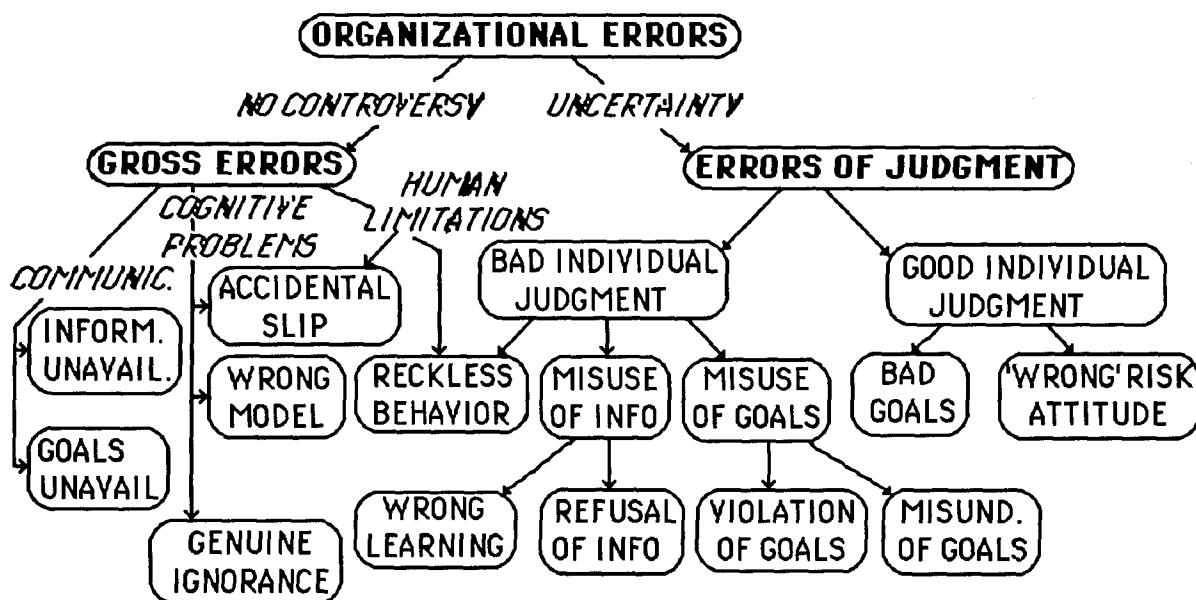 ORGANIZATIONAL ERRORS
NO CONTROVERSY
UNCERTAINTY
GROSS ERRORS
ERRORS OF JUDGMENT
COGNITIVE
PROBLEMS
HUMAN
LIMITATIONS
COMMUNIC.
ACCIDENTAL
SLIP
BAD INDIVIDUAL
JUDGMENT
GOOD INDIVIDUAL
JUDGMENT
INFORM.
UNAVAIL.
WRONG
MODEL
RECKLESS
BEHAVIOR
MISUSE
OF INFO
MISUSE
OF GOALS
BAD
GOALS
'WRONG' RISK
ATTITUDE
GOALS
UNAVAIL
GENUINE
IGNORANCE
WRONG
LEARNING
REFUSAL
OF INFO
VIOLATION
OF GOALS
MISUND.
OF GOALS